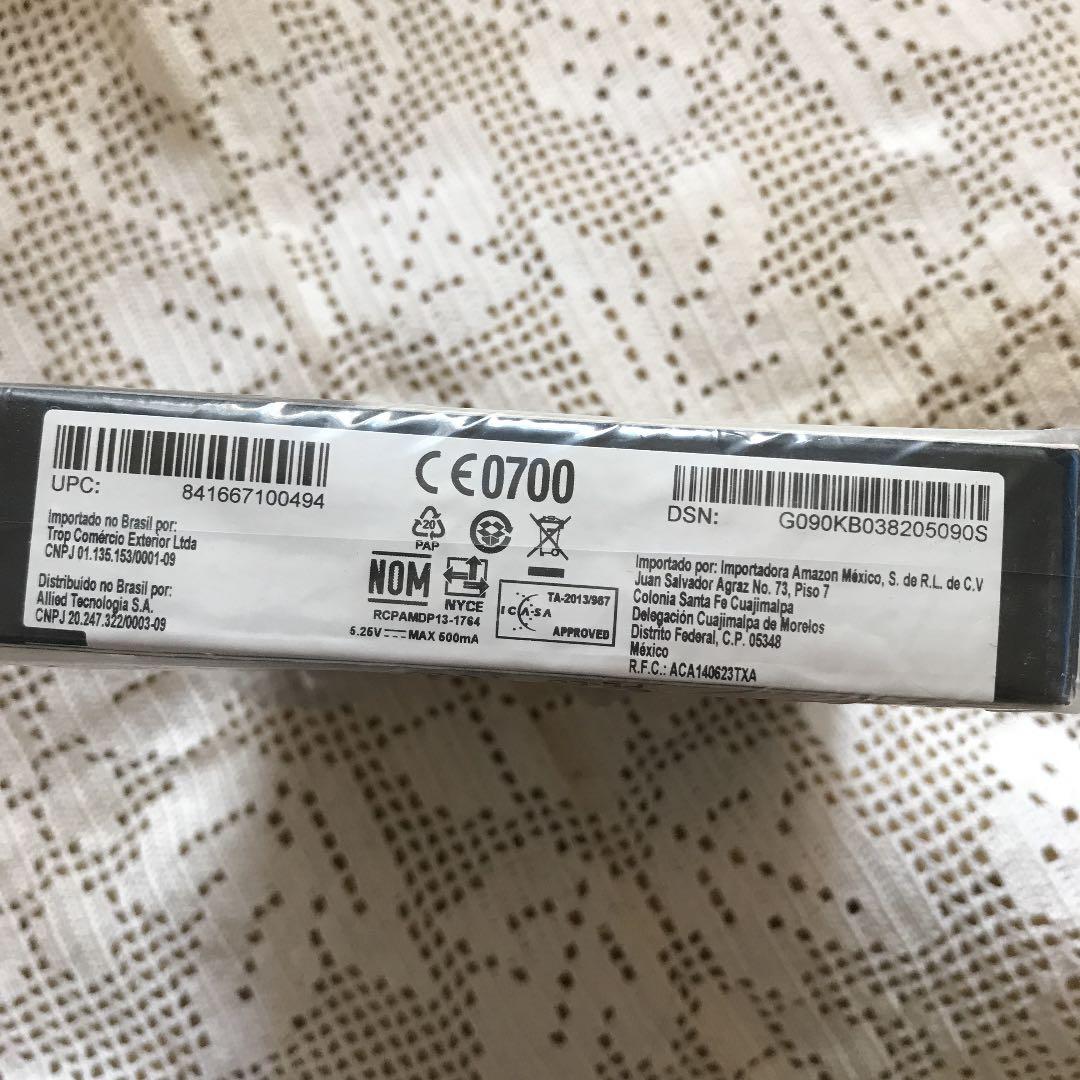 UPC: 841667100494
Importado no Brasil por:
Trop Comércio Exterior Ltda
CNPJ 01.135.153/0001-09
Distribuido no Brasil por:
Allied Tecnologia S.A.
CNPJ 20.247.322/0003-09
CE0700
20
PAP
NOM
NYCE
RCPAMDP13-1764
5.25V MAX 500mA
TA-2013/967
ICASA
APPROVED
DSN: G090KB038205090S
Importado por: Importadora Amazon México, S. de R.L. de C.V
Juan Salvador Agraz No. 73, Piso 7
Colonia Santa Fe Cuajimalpa
Delegación Cuajimalpa de Morelos
Distrito Federal, C.P. 05348
México
R.F.C.: ACA140623TXA